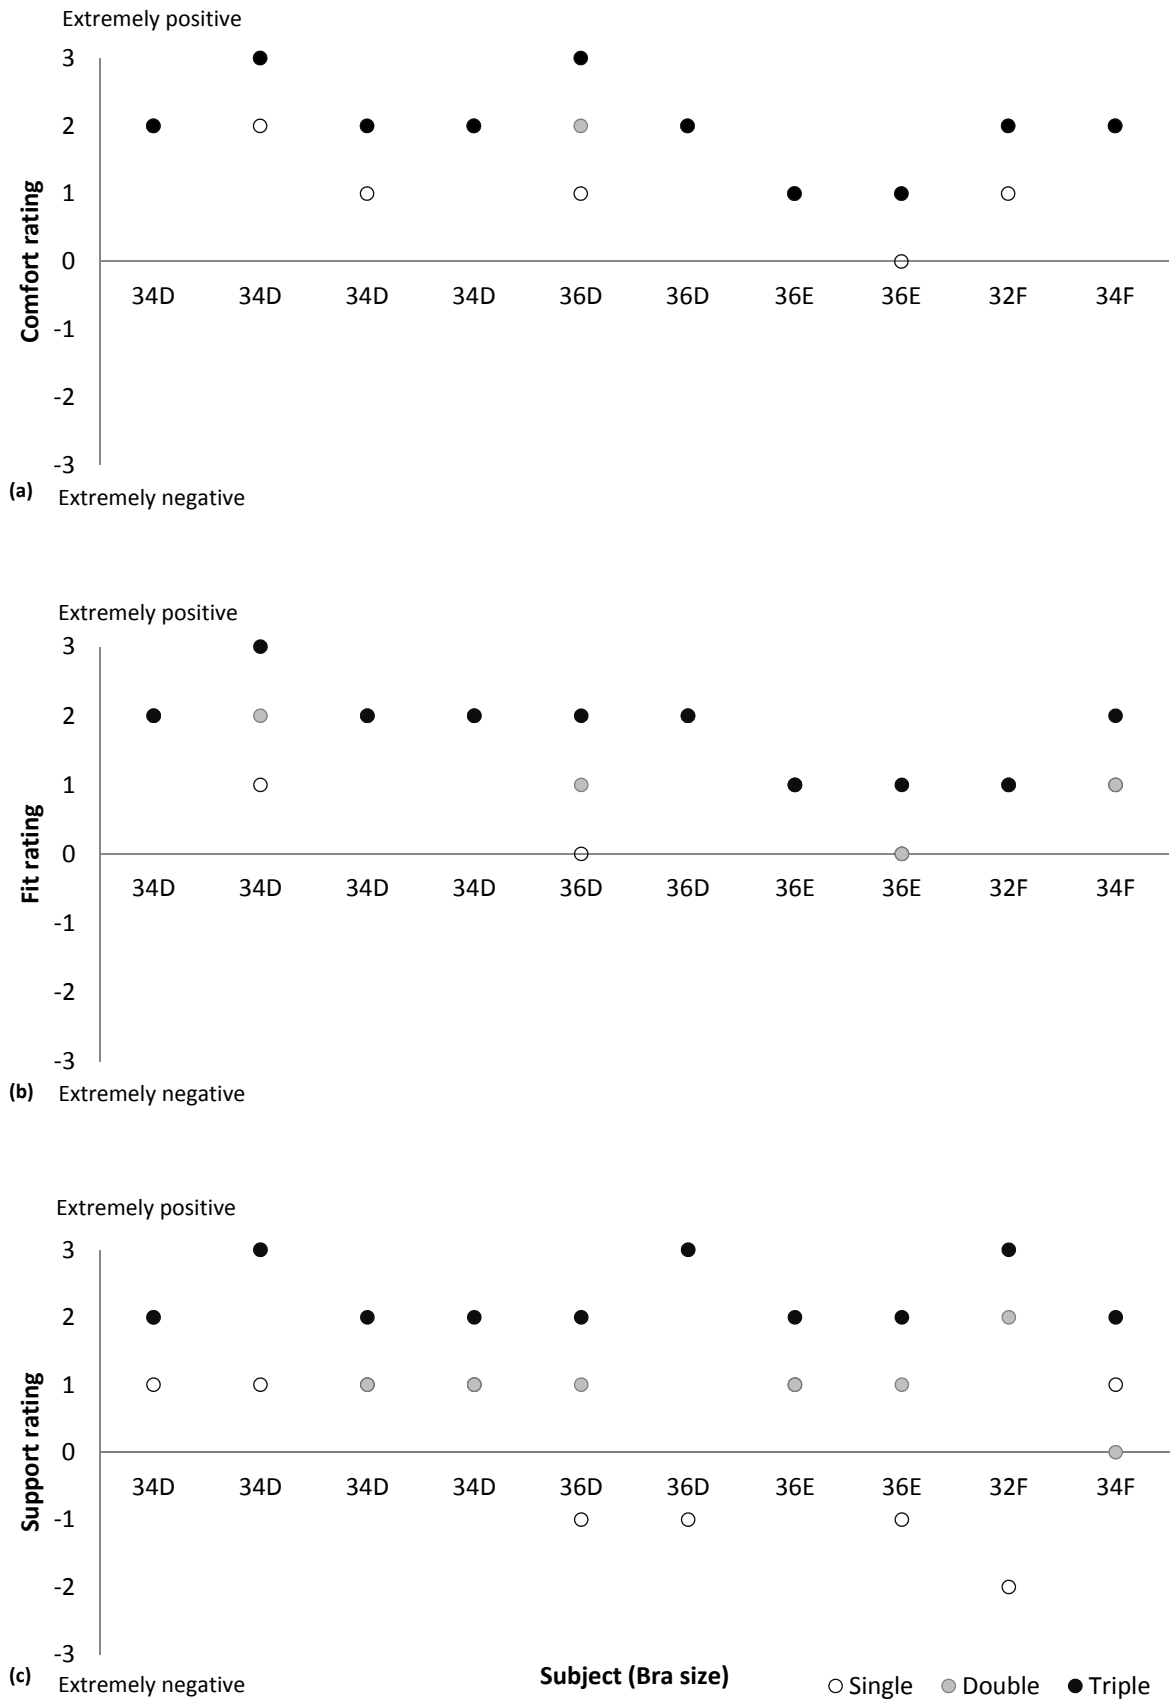 Extremely positive
3
2
1
0
-1
-2
-3
Comfort rating
34D 34D 34D 34D 36D 36D 36E 36E 32F 34F
(a) Extremely negative
Extremely positive
3
2
1
0
-1
-2
-3
Fit rating
34D 34D 34D 34D 36D 36D 36E 36E 32F 34F
(b) Extremely negative
Extremely positive
3
2
1
0
-1
-2
-3
Support rating
34D 34D 34D 34D 36D 36D 36E 36E 32F 34F
(c) Extremely negative
Subject (Bra size)
Single Double Triple